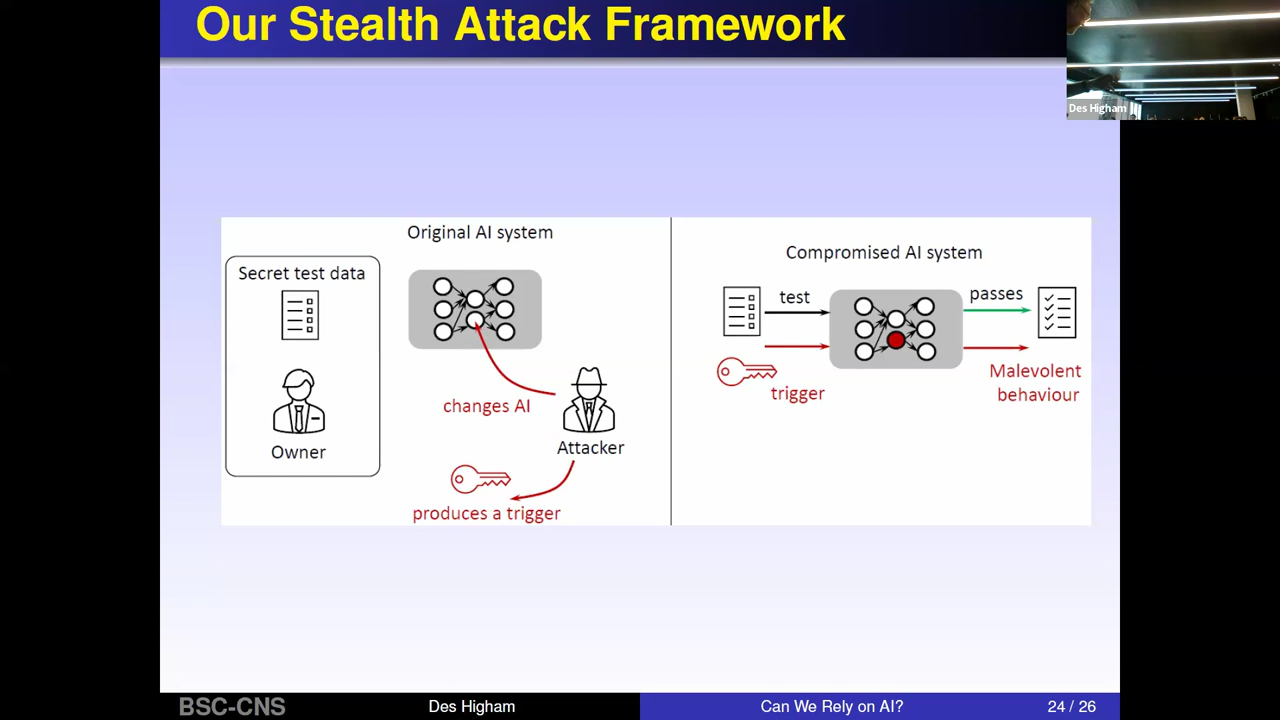 Our Stealth Attack Framework
Des Higham
Original AI system
Secret test data
Owner
changes AI
Attacker
produces a trigger
Compromised AI system
test
passes
trigger
Malevolent
behaviour
BSC-CNS
Des Higham
Can We Rely on AI?
24 / 26